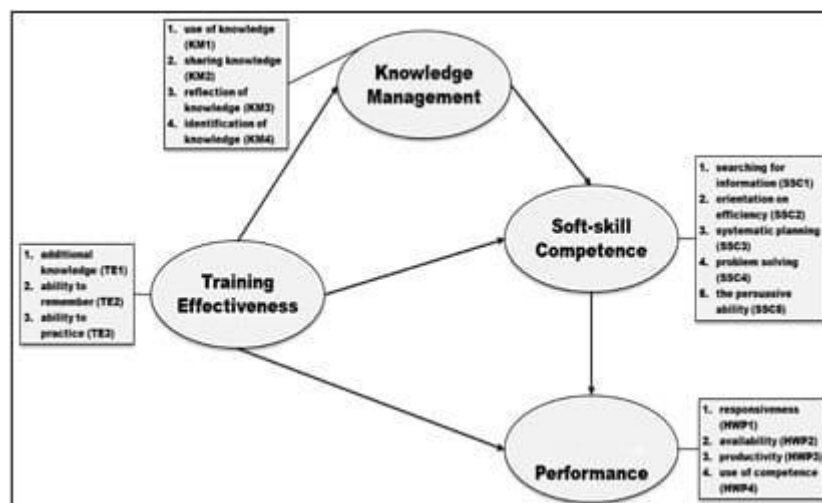 1. use of knowledge
(KM1)
2. sharing knowledge
(KM2)
3. reflection of
knowledge (KM3)
4. identification of
knowledge (KM4)
Knowledge
Management
1. searching for
information (SSC1)
2. orientation on
efficiency (SSC2)
3. systematic planning
(SSC3)
4. problem solving
(SSC4)
5. the persuasive
ability (SSC5)
Soft-skill
Competence
1. additional
knowledge (TE1)
2. ability to
remember (TE2)
3. ability to
practice (TE3)
Training
Effectiveness
1. responsiveness
(HWP1)
2. availability (HWP2)
3. productivity (HWP3)
4. use of competence
(HWP4)
Performance